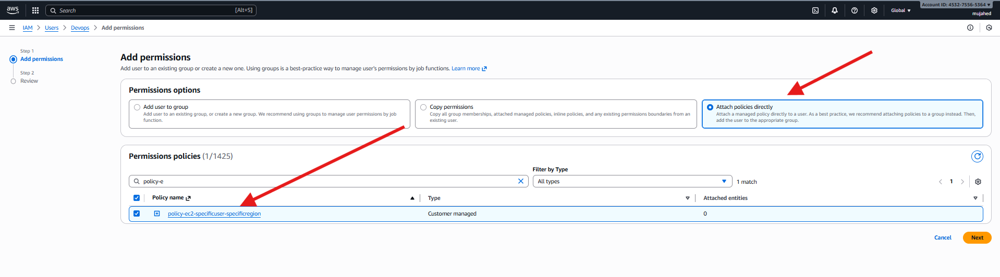 aws
Search
[Alt+S]
Global
Account ID: 4532-7556-5364
mujahed
IAM
Users
Devops
Add permissions
Step 1
Add permissions
Step 2
Review
Add permissions
Add user to an existing group or create a new one. Using groups is a best-practice way to manage user's permissions by job functions. Learn more
Permissions options
Add user to group
Add user to an existing group, or create a new group. We recommend using groups to manage user permissions by job
function.
Copy permissions
Copy all group memberships, attached managed policies, inline policies, and any existing permissions boundaries from an
existing user.
Attach policies directly
Attach a managed policy directly to a user. As a best practice, we recommend attaching policies to a group instead. Then,
add the user to the appropriate group.
Permissions policies (1/1425)
Filter by Type
policy-e
All types
1 match
1
Policy name
Type
Attached entities
policy-ec2-specificuser-specificregion
Customer managed
0
Cancel
Next